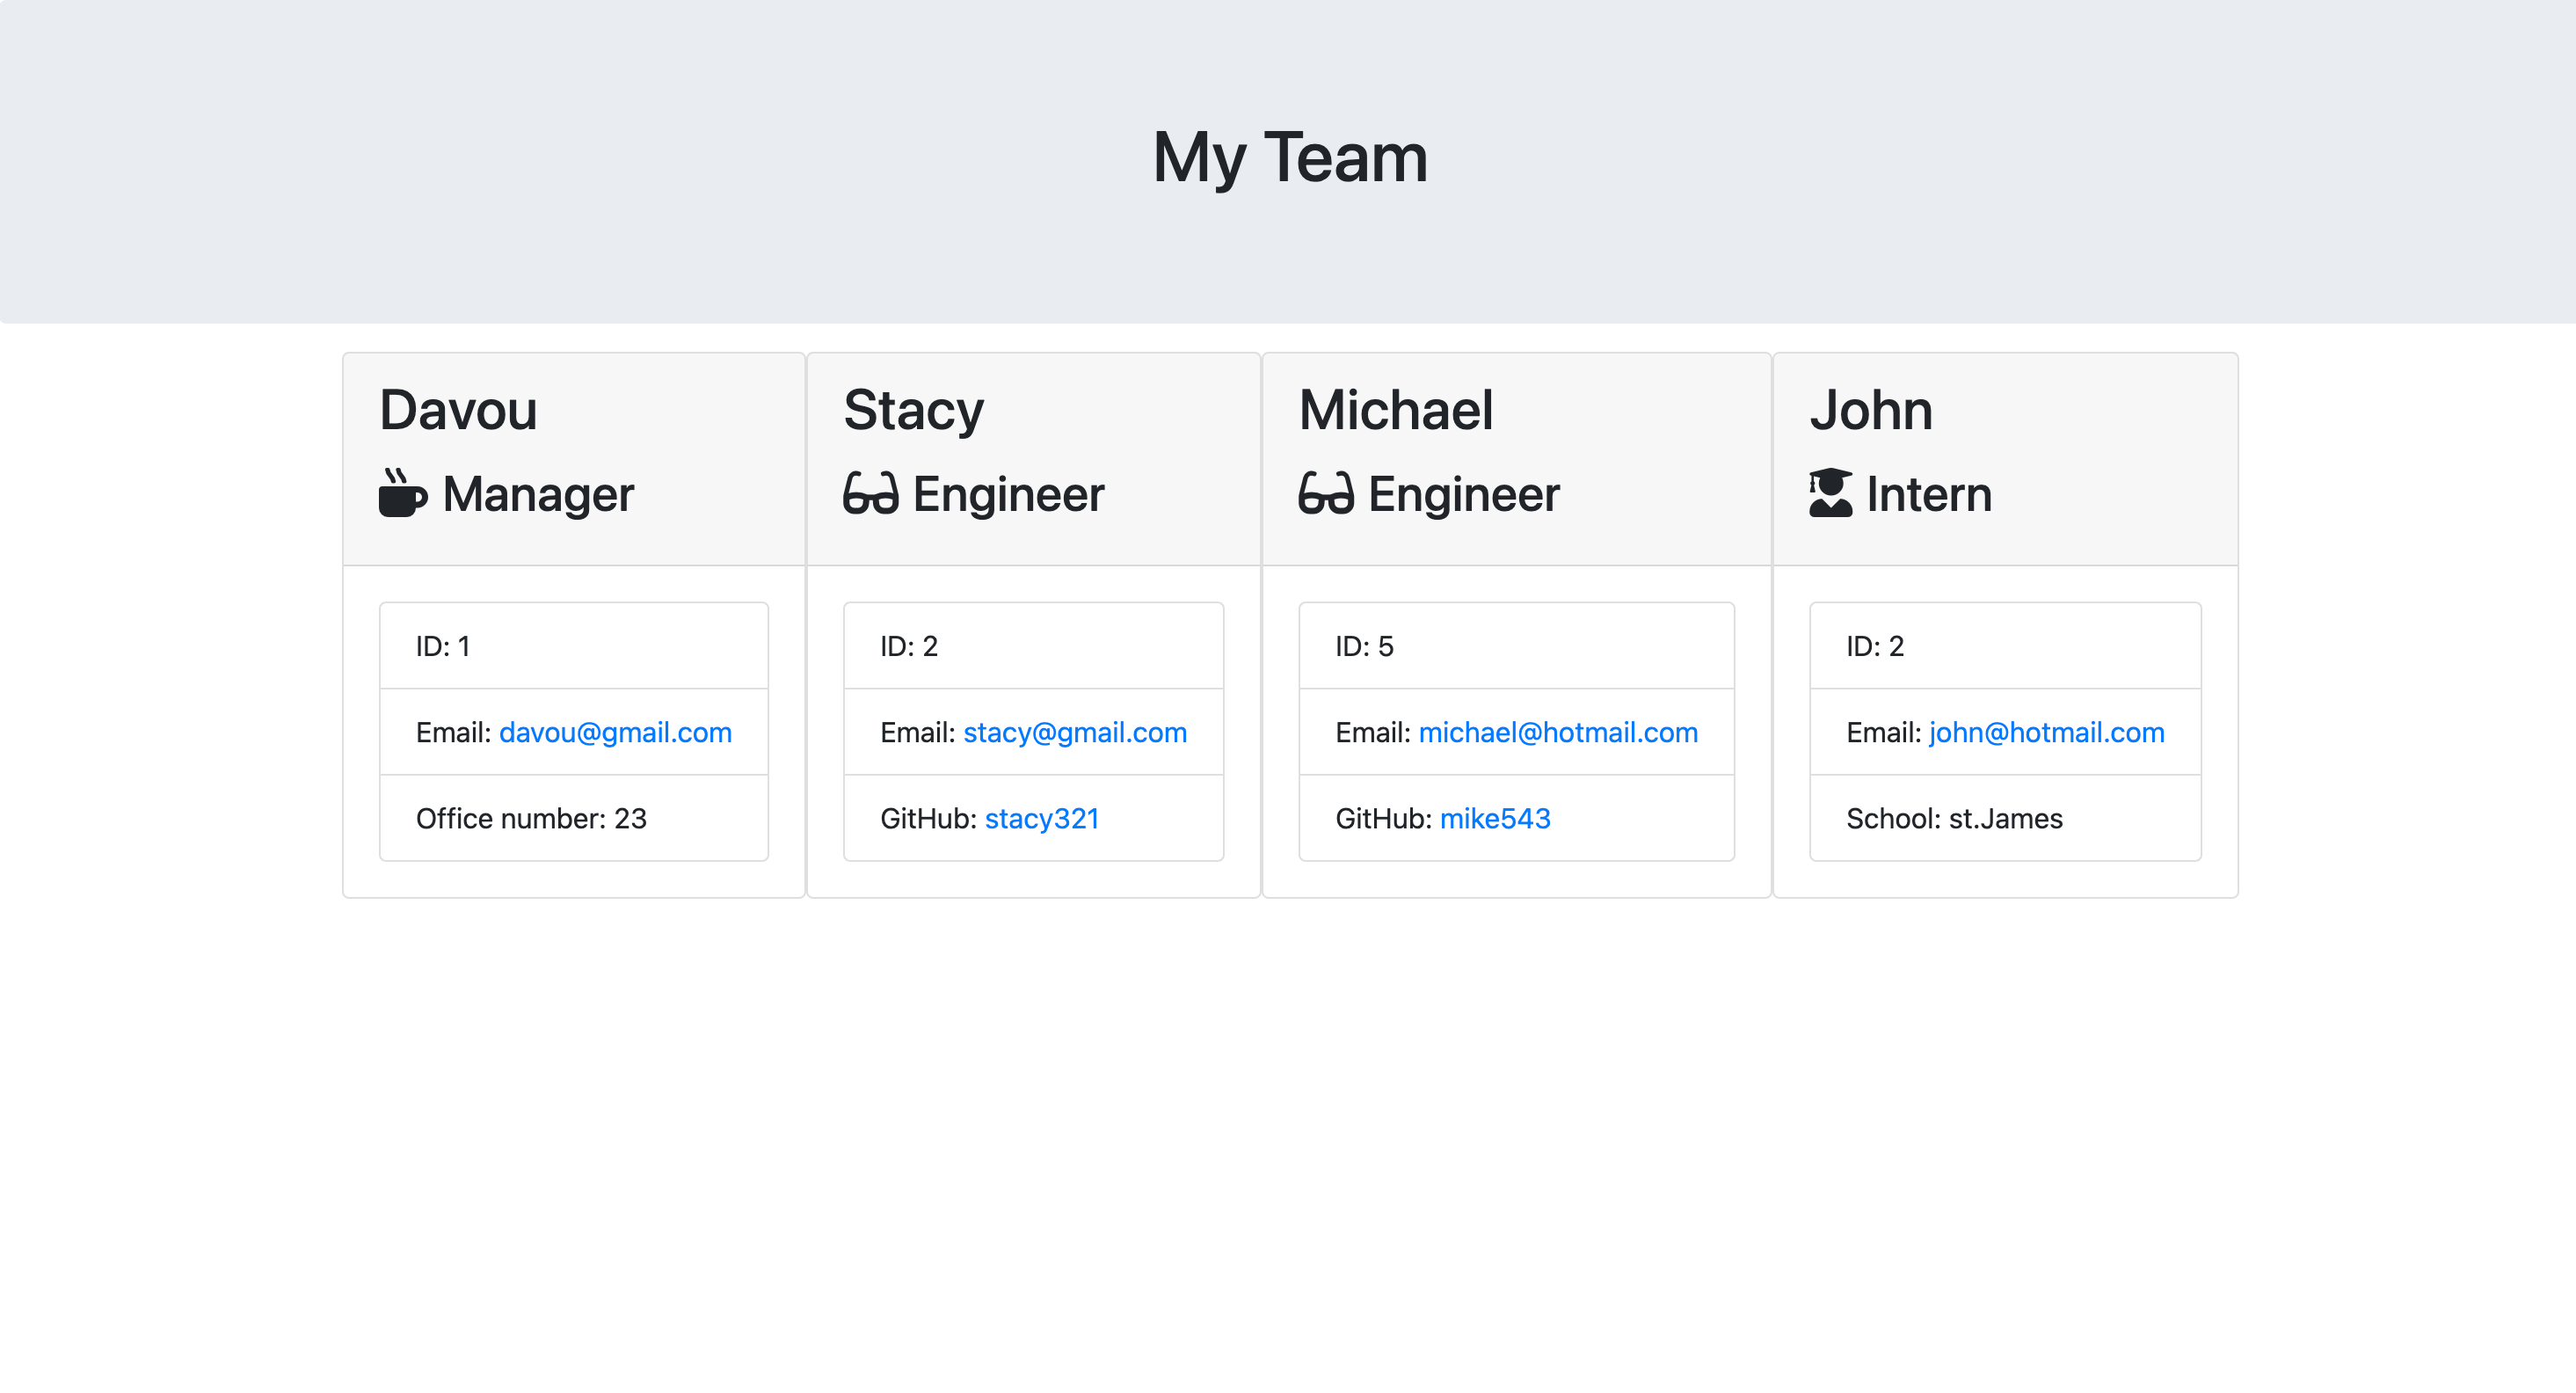 My Team
Davou
Manager
ID: 1
Email: davou@gmail.com
Office number: 23
Stacy
Engineer
ID: 2
Email: stacy@gmail.com
GitHub: stacy321
Michael
Engineer
ID: 5
Email: michael@hotmail.com
GitHub: mike543
John
Intern
ID: 2
Email: john@hotmail.com
School: st.James